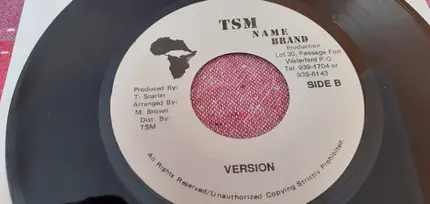 TSM
NAME
BRAND
Production
Lot 30, Passage Fort
Waterford P.O.
Tel: 939-1704 or
939-6143
SIDE B
Produced By:
T. Scarlet
Arranged By:
M. Brown
Distr. By:
TSM
VERSION
All Rights Reserved/Unauthorized Copying Strictly Prohibited.